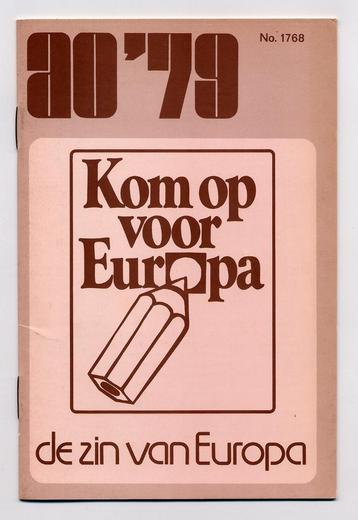 ao '79
No. 1768
Kom op
voor
Europa
de zin van Europa